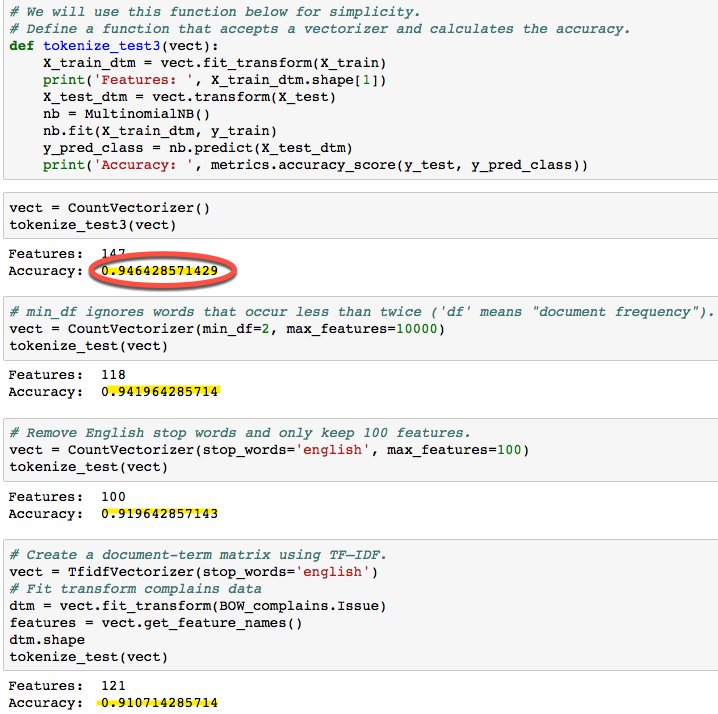 # We will use this function below for simplicity.
# Define a function that accepts a vectorizer and calculates the accuracy.
def tokenize_test3(vect):
    X_train_dtm = vect.fit_transform(X_train)
    print('Features: ', X_train_dtm.shape[1])
    X_test_dtm = vect.transform(X_test)
    nb = MultinomialNB()
    nb.fit(X_train_dtm, y_train)
    y_pred_class = nb.predict(X_test_dtm)
    print('Accuracy: ', metrics.accuracy_score(y_test, y_pred_class))
vect = CountVectorizer()
tokenize_test3(vect)
Features:  147
Accuracy:  0.946428571429
# min_df ignores words that occur less than twice ('df' means "document frequency").
vect = CountVectorizer(min_df=2, max_features=10000)
tokenize_test(vect)
Features:  118
Accuracy:  0.941964285714
# Remove English stop words and only keep 100 features.
vect = CountVectorizer(stop_words='english', max_features=100)
tokenize_test(vect)
Features:  100
Accuracy:  0.919642857143
# Create a document-term matrix using TF–IDF.
vect = TfidfVectorizer(stop_words='english')
# Fit transform complains data
dtm = vect.fit_transform(BOW_complains.Issue)
features = vect.get_feature_names()
dtm.shape
tokenize_test(vect)
Features:  121
Accuracy:  0.910714285714